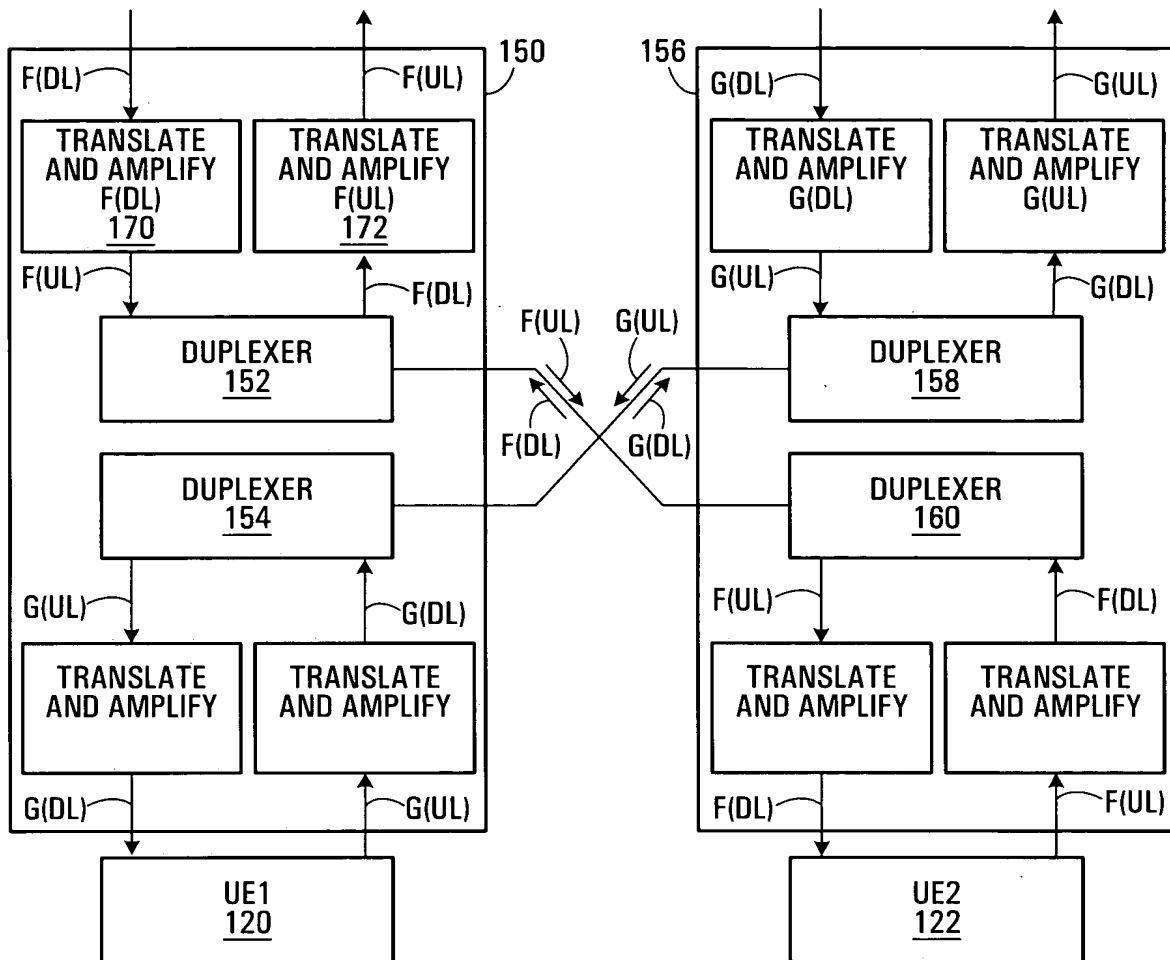 F(DL)
F(UL)
150
TRANSLATE
AND AMPLIFY
F(DL)
170
TRANSLATE
AND AMPLIFY
F(UL)
172
F(UL)
F(DL)
DUPLEXER
152
DUPLEXER
154
G(UL)
G(DL)
TRANSLATE
AND AMPLIFY
TRANSLATE
AND AMPLIFY
G(DL)
G(UL)
UE1
120
F(UL)
G(UL)
F(DL)
G(DL)
156
G(DL)
G(UL)
TRANSLATE
AND AMPLIFY
G(DL)
TRANSLATE
AND AMPLIFY
G(UL)
G(UL)
G(DL)
DUPLEXER
158
DUPLEXER
160
F(UL)
F(DL)
TRANSLATE
AND AMPLIFY
TRANSLATE
AND AMPLIFY
F(DL)
F(UL)
UE2
122